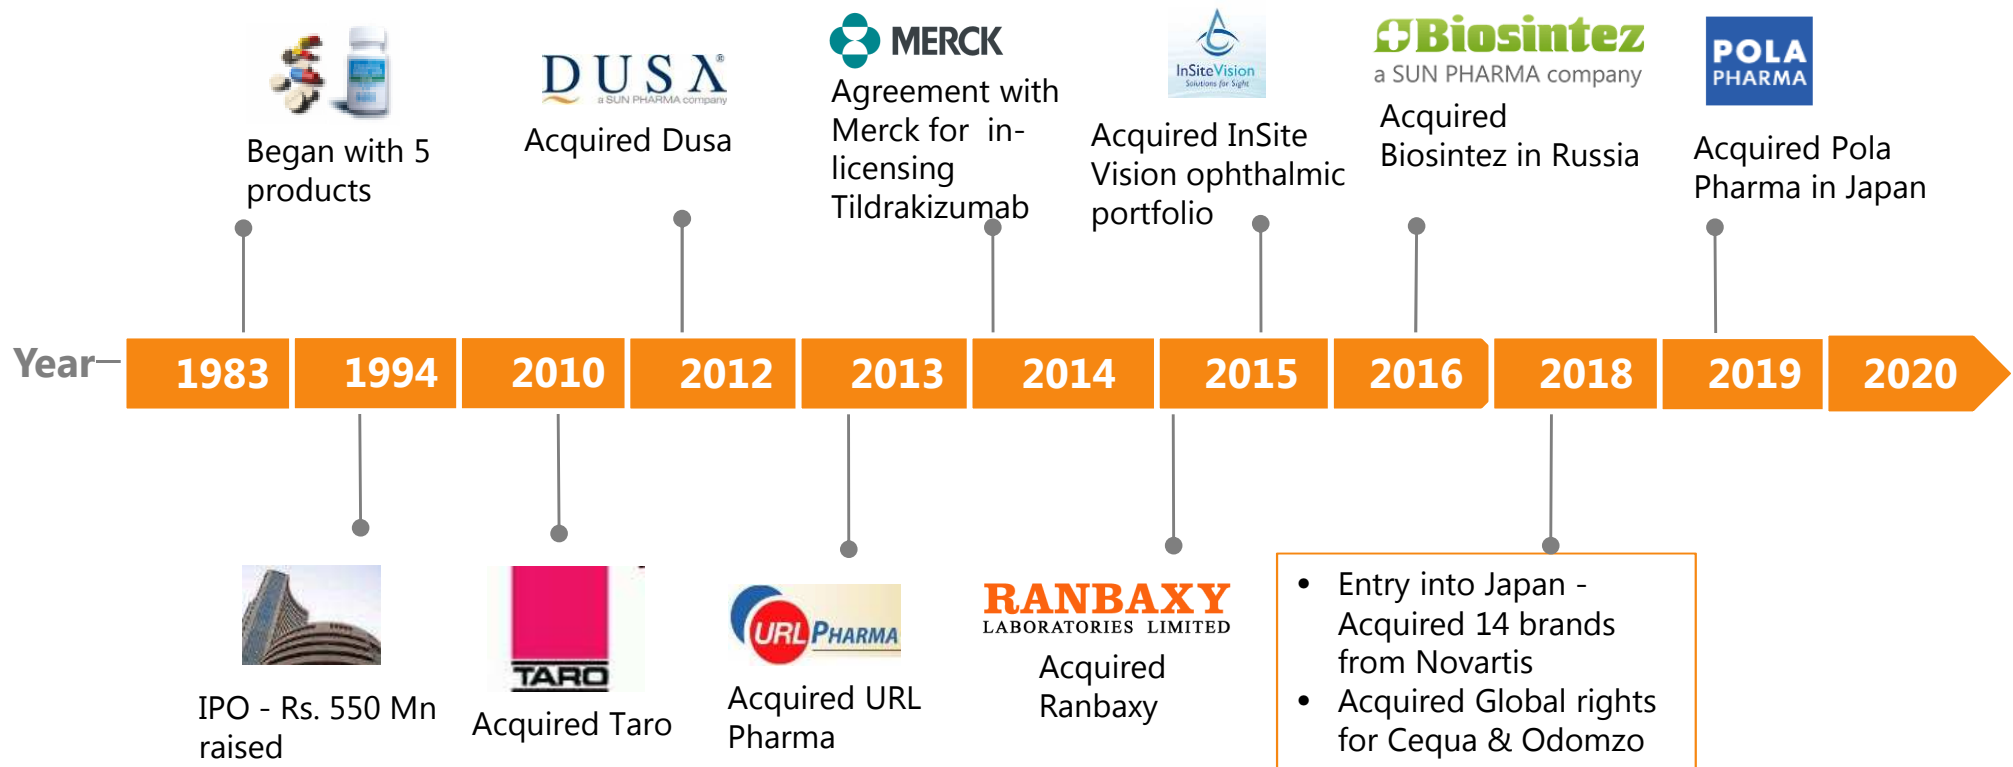 DUSA®
a SUN PHARMA company
Acquired Dusa
MERCK
Agreement with
Merck for in-
licensing
Tildrakizumab
InSiteVision
Solutions for Sight
Acquired InSite
Vision ophthalmic
portfolio
Biosintez
a SUN PHARMA company
Acquired
Biosintez in Russia
POLA
PHARMA
Acquired Pola
Pharma in Japan
Began with 5
products
Year
1983
1994
2010
2012
2013
2014
2015
2016
2018
2019
2020
IPO - Rs. 550 Mn
raised
TARO
Acquired Taro
URL PHARMA
Acquired URL
Pharma
RANBAXY
LABORATORIES LIMITED
Acquired
Ranbaxy
• Entry into Japan -
Acquired 14 brands
from Novartis
• Acquired Global rights
for Cequa & Odomzo